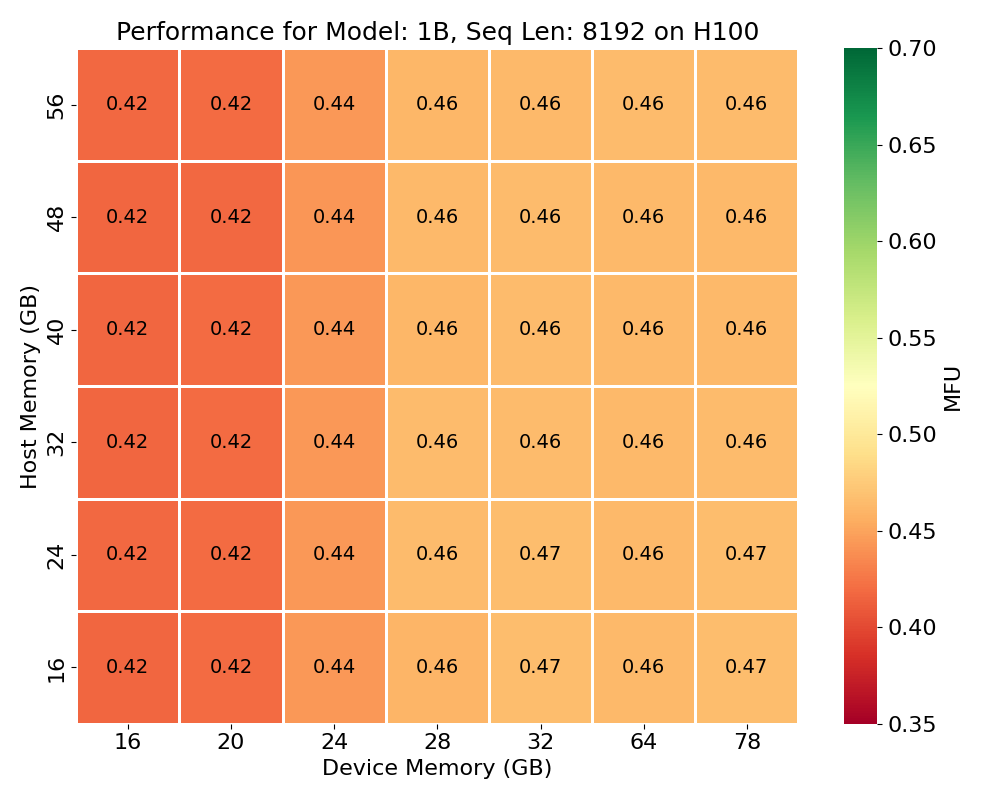 Performance for Model: 1B, Seq Len: 8192 on H100
56 0.42 0.42 0.44 0.46 0.46 0.46 0.46
48 0.42 0.42 0.44 0.46 0.46 0.46 0.46
40 0.42 0.42 0.44 0.46 0.46 0.46 0.46
32 0.42 0.42 0.44 0.46 0.46 0.46 0.46
24 0.42 0.42 0.44 0.46 0.47 0.46 0.47
16 0.42 0.42 0.44 0.46 0.47 0.46 0.47
16 20 24 28 32 64 78
Device Memory (GB)
Host Memory (GB)
0.70
0.65
0.60
0.55
0.50
0.45
0.40
0.35
MFU